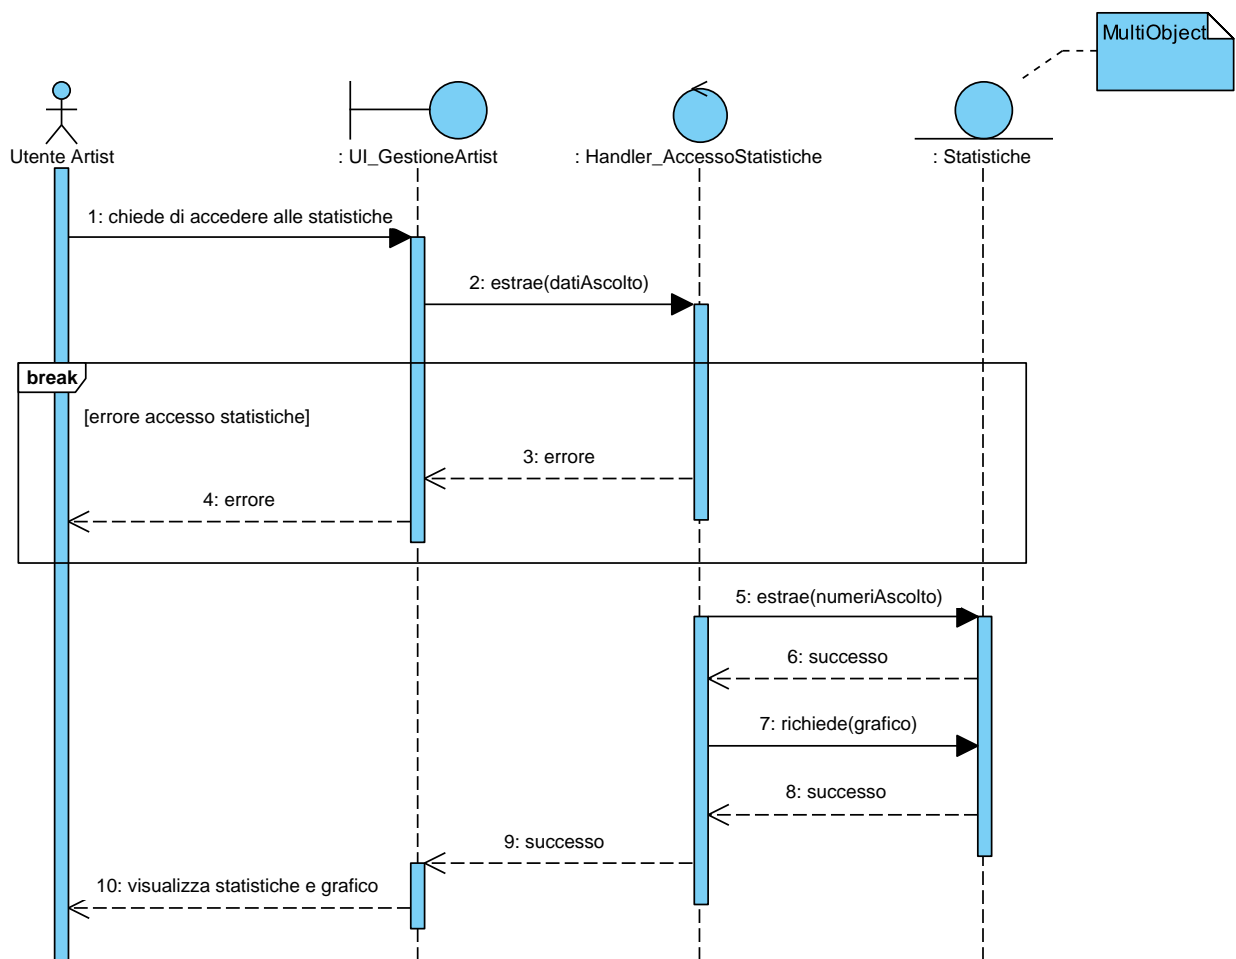 MultiObject
Utente Artist
: UI_GestioneArtist
: Handler_AccessoStatistiche
: Statistiche
1: chiede di accedere alle statistiche
2: estrae(datiAscolto)
break
[errore accesso statistiche]
3: errore
4: errore
5: estrae(numeriAscolto)
6: successo
7: richiede(grafico)
8: successo
9: successo
10: visualizza statistiche e grafico